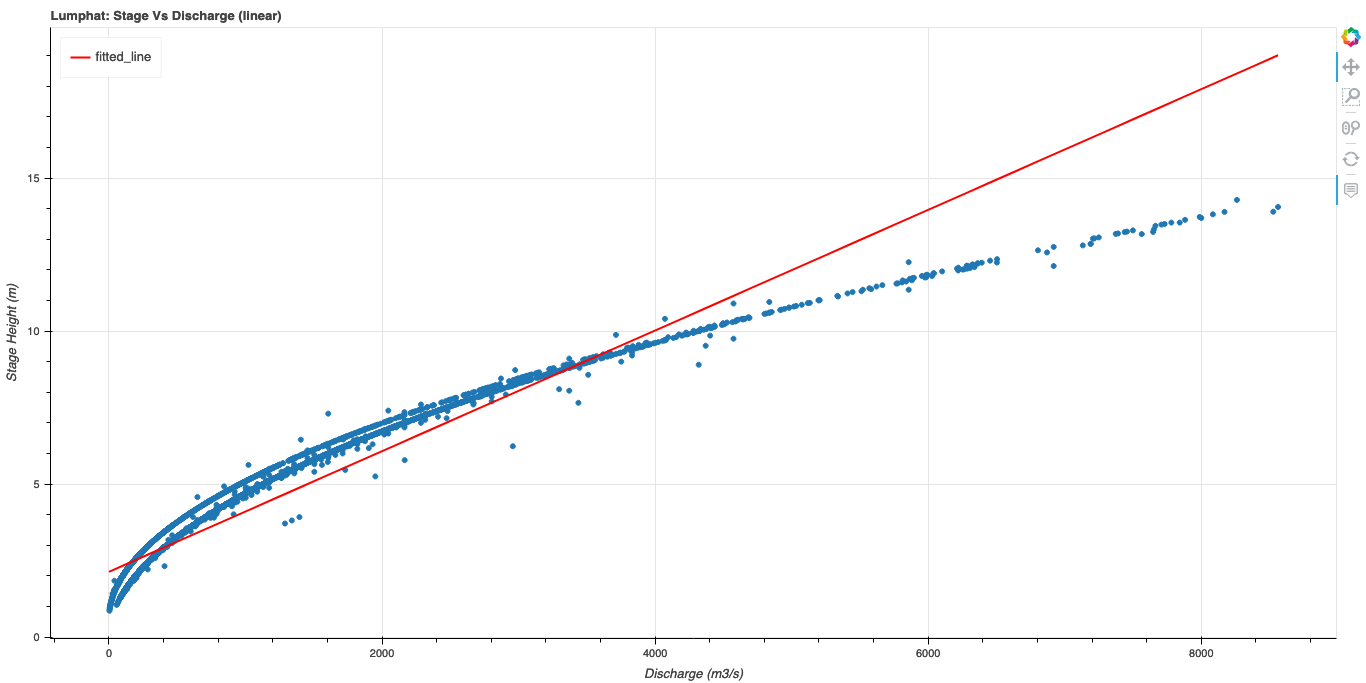 Lumphat: Stage Vs Discharge (linear)
fitted_line
15
10
5
0
Stage Height (m)
0 2000 4000 6000 8000
Discharge (m3/s)